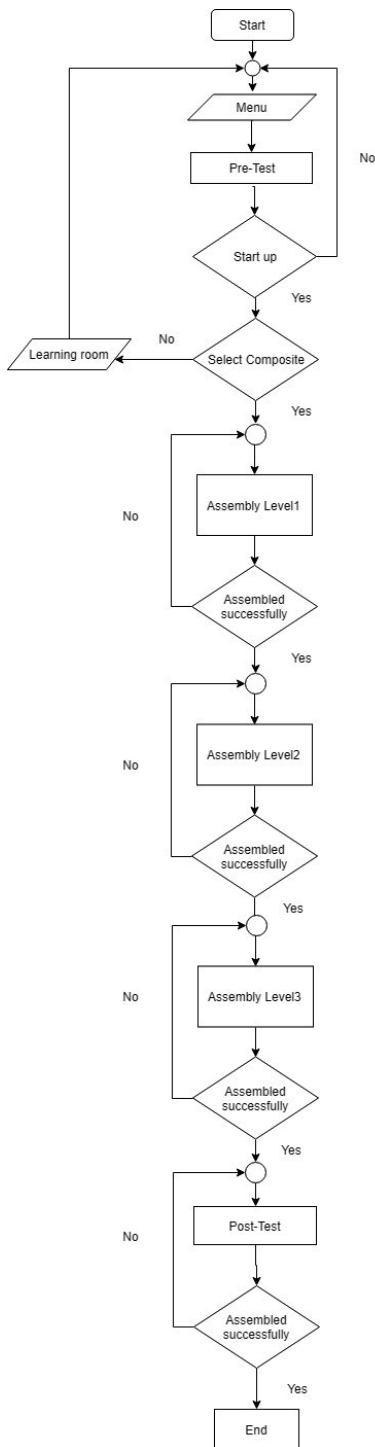 Start
Menu
No
Pre-Test
Start up
Yes
No
Learning room
Select Composite
Yes
No
Assembly Level1
Assembled
successfully
Yes
No
Assembly Level2
Assembled
successfully
Yes
No
Assembly Level3
Assembled
successfully
Yes
No
Post-Test
Assembled
successfully
Yes
End